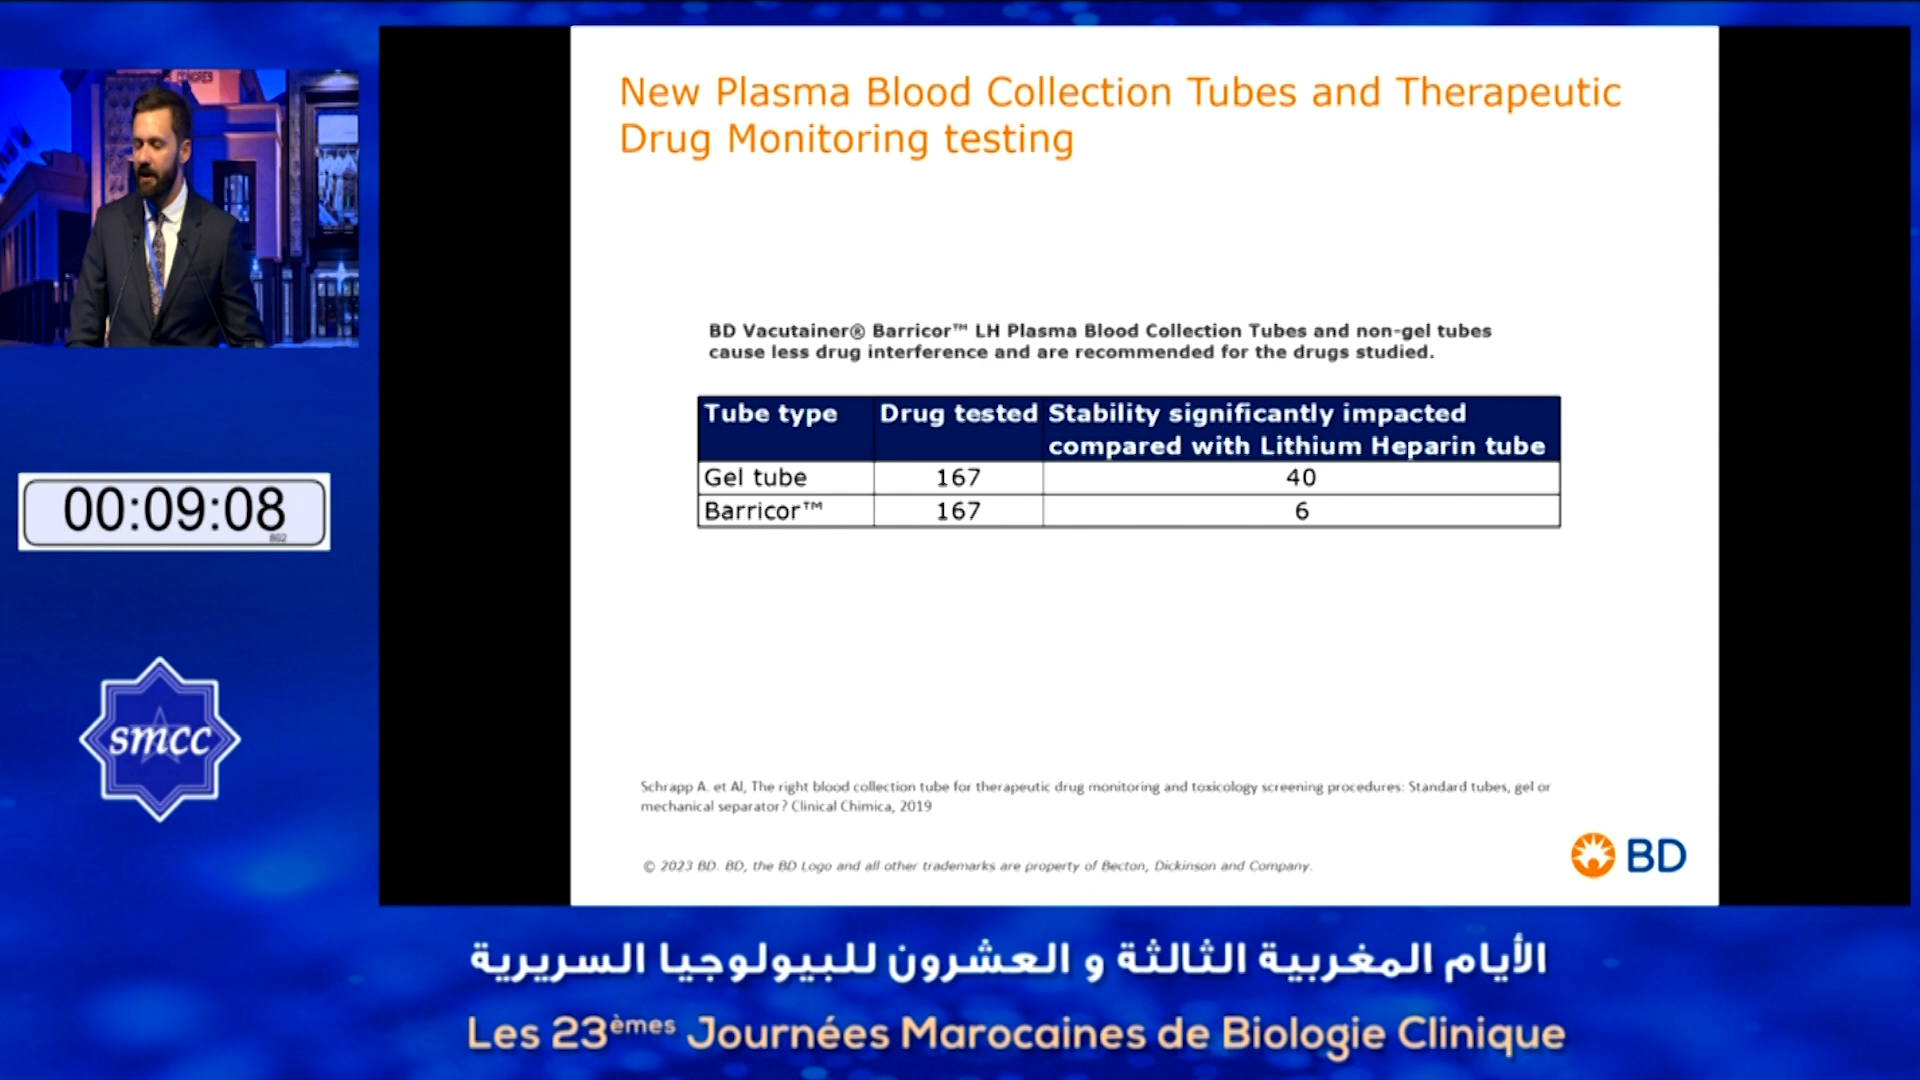 CONGRES
New Plasma Blood Collection Tubes and Therapeutic
Drug Monitoring testing
BD Vacutainer® Barricor™ LH Plasma Blood Collection Tubes and non-gel tubes
cause less drug interference and are recommended for the drugs studied.
Tube type Drug tested Stability significantly impacted
compared with Lithium Heparin tube
Gel tube 167 40
Barricor™ 167 6
00:09:08
802
smcc
Schrapp A. et Al, The right blood collection tube for therapeutic drug monitoring and toxicology screening procedures: Standard tubes, gel or
mechanical separator? Clinical Chimica, 2019
© 2023 BD. BD, the BD Logo and all other trademarks are property of Becton, Dickinson and Company.
BD
الأيام المغربية الثالثة و العشرون للبيولوجيا السريرية
Les 23èmes Journées Marocaines de Biologie Clinique